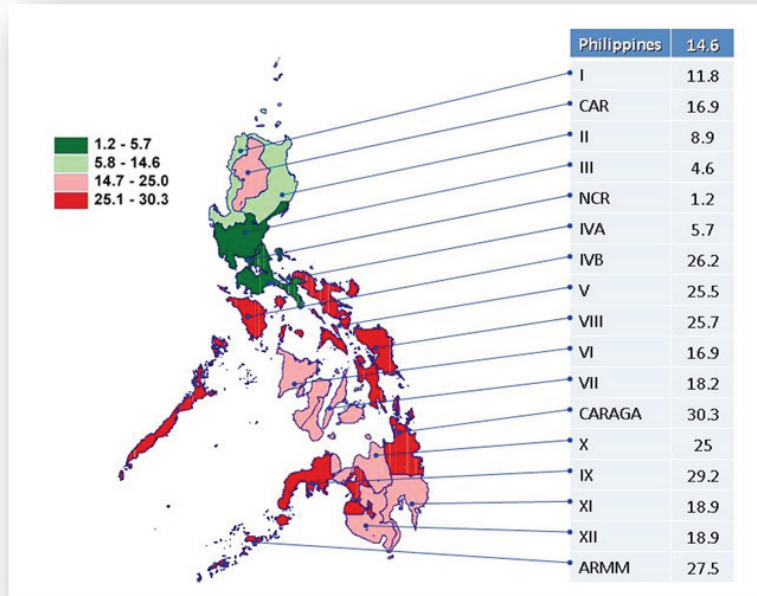 Philippines 14.6
I 11.8
CAR 16.9
II 8.9
III 4.6
NCR 1.2
IVA 5.7
IVB 26.2
V 25.5
VIII 25.7
VI 16.9
VII 18.2
CARAGA 30.3
X 25
IX 29.2
XI 18.9
XII 18.9
ARMM 27.5
1.2 - 5.7
5.8 - 14.6
14.7 - 25.0
25.1 - 30.3